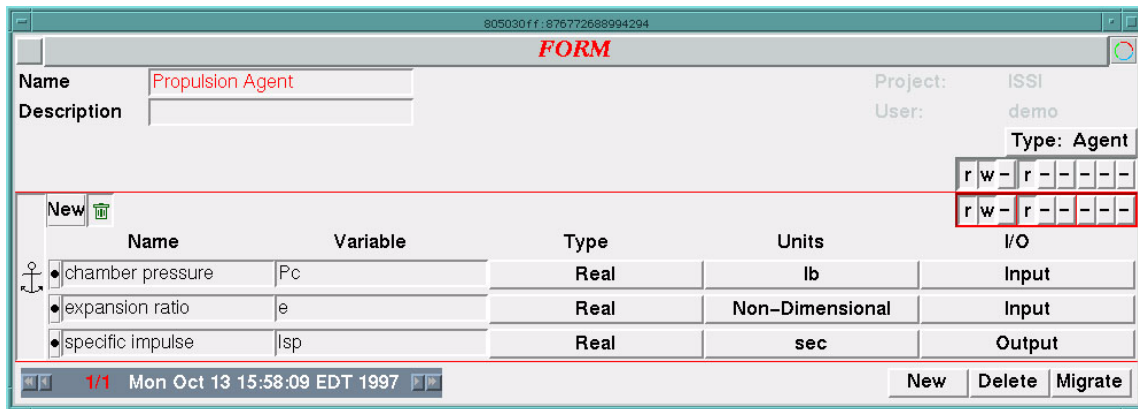 805030ff:876772688994294
FORM
Name Propulsion Agent Project: ISSI
Description User: demo
Type: Agent
r w - r - - - - -
New r w - r - - - - -
Name Variable Type Units I/O
chamber pressure Pc Real lb Input
expansion ratio e Real Non-Dimensional Input
specific impulse Isp Real sec Output
1/1 Mon Oct 13 15:58:09 EDT 1997 New Delete Migrate